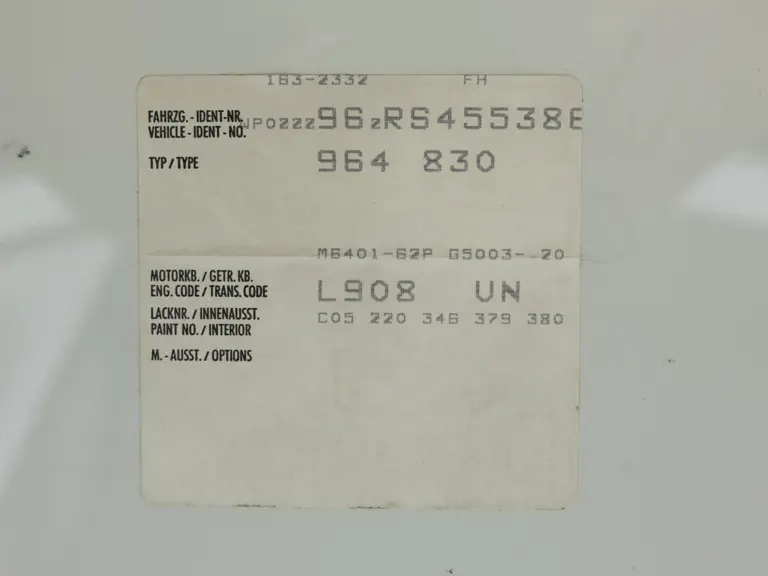 163-2332 FH
FAHRZG.-IDENT-NR. WP0ZZZ96ZRS455386
VEHICLE-IDENT-NO.
TYP/TYPE 964 830
M6401-62P G5003- 20
MOTORKB./GETR.KB.
ENG. CODE/TRANS. CODE L908 UN
LACKNR./INNENAUSST. C05 220 346 379 380
PAINT NO./INTERIOR
M.-AUSST./OPTIONS